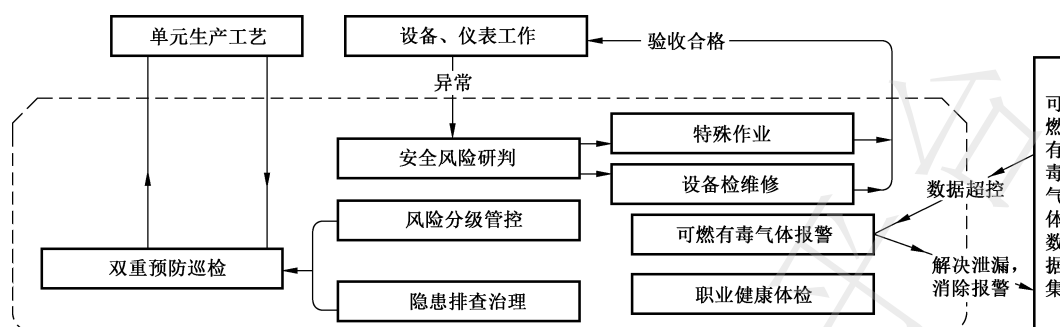 单元生产工艺
设备、仪表工作
验收合格
异常
安全风险研判
特殊作业
设备检维修
数据超控
风险分级管控
可燃有毒气体报警
双重预防巡检
解决泄漏，
消除报警
隐患排查治理
职业健康体检
可
燃
有
毒
气
体
数
据
集